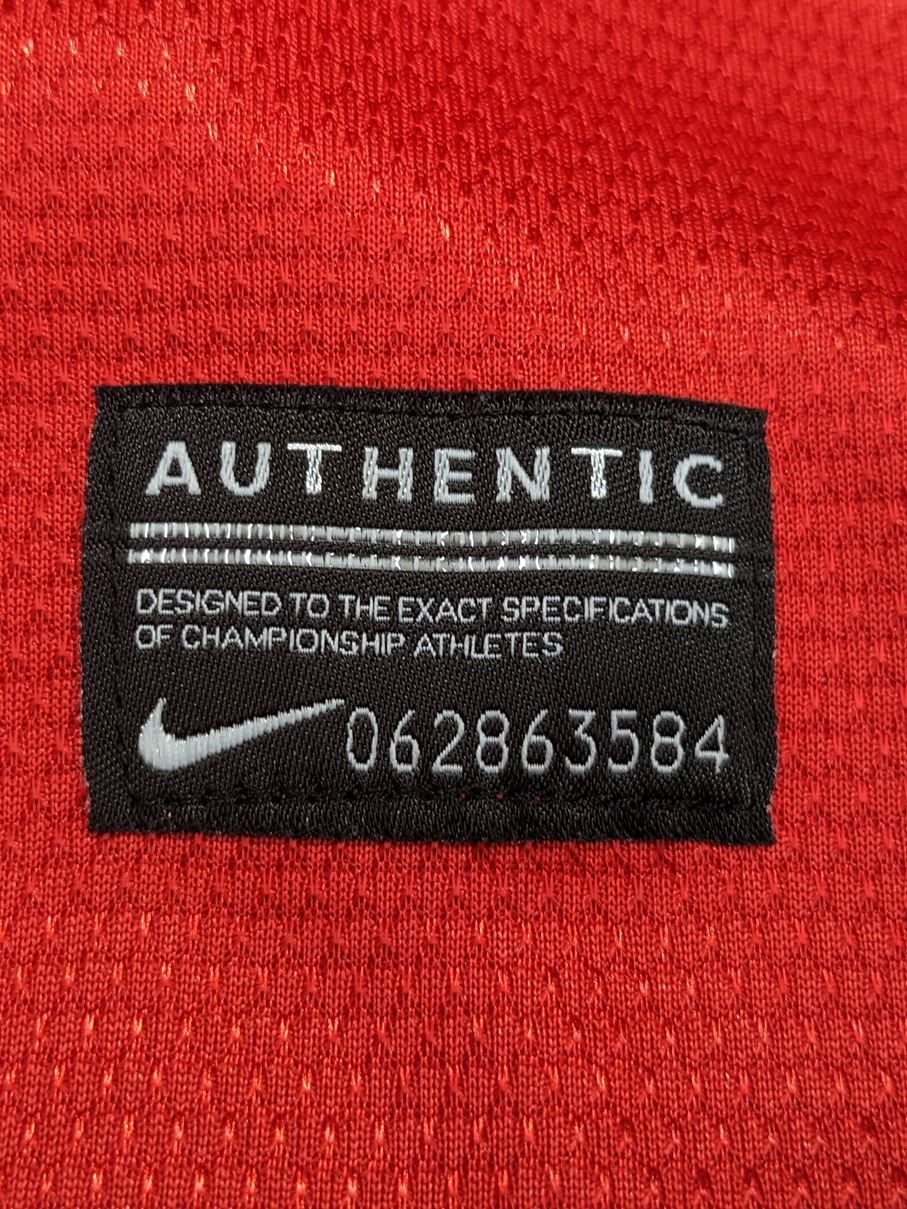 AUTHENTIC
DESIGNED TO THE EXACT SPECIFICATIONS
OF CHAMPIONSHIP ATHLETES
062863584